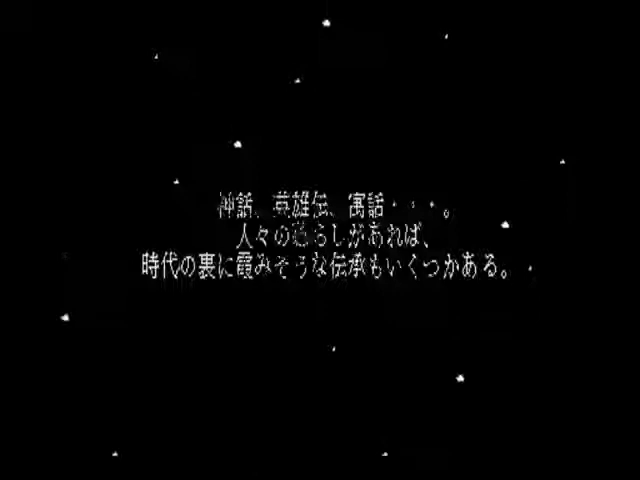 神話、英雄伝、寓話・・・。
人々の暮らしがあれば、
時代の裏に霞みそうな伝承もいくつかある。